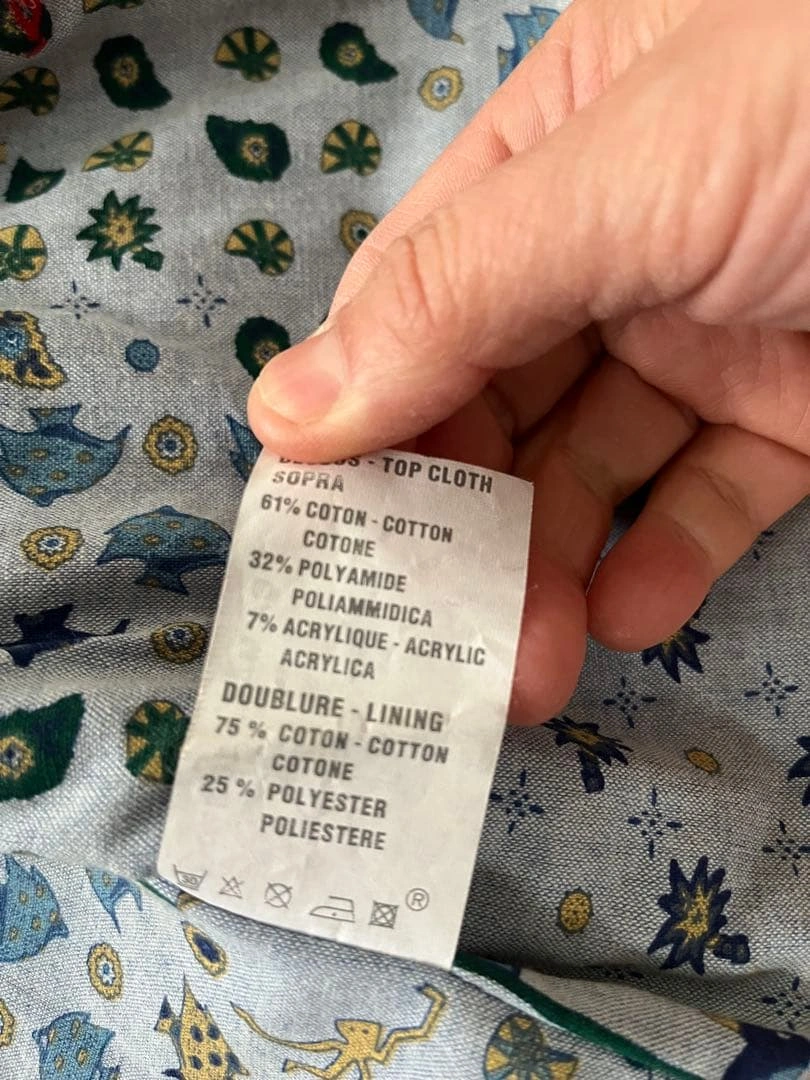 - TOP CLOTH
SOPRA
61% COTON - COTTON
COTONE
32% POLYAMIDE
POLIAMMIDICA
7% ACRYLIQUE - ACRYLIC
ACRYLICA
DOUBLURE - LINING
75 % COTON - COTTON
COTONE
25 % POLYESTER
POLIESTERE
30 ®